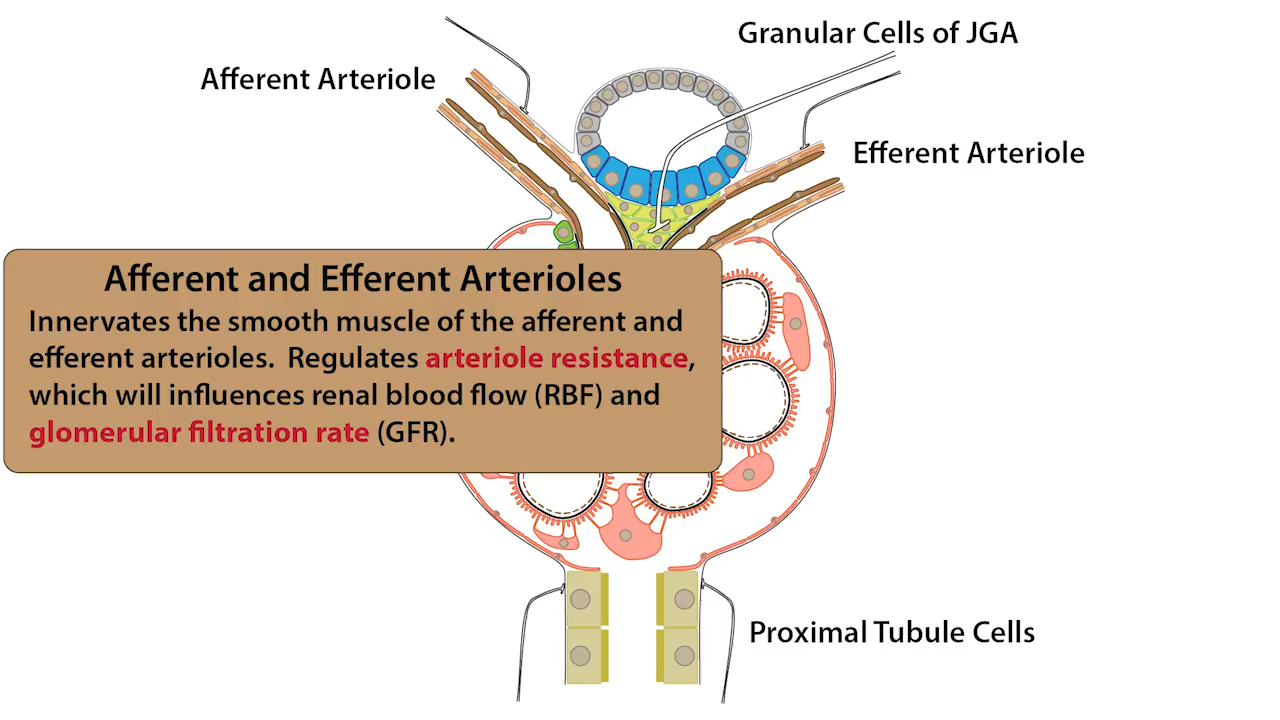 Granular Cells of JGA
Afferent Arteriole
Efferent Arteriole
Afferent and Efferent Arterioles
Innervates the smooth muscle of the afferent and
efferent arterioles.  Regulates arteriole resistance,
which will influences renal blood flow (RBF) and
glomerular filtration rate (GFR).
Proximal Tubule Cells